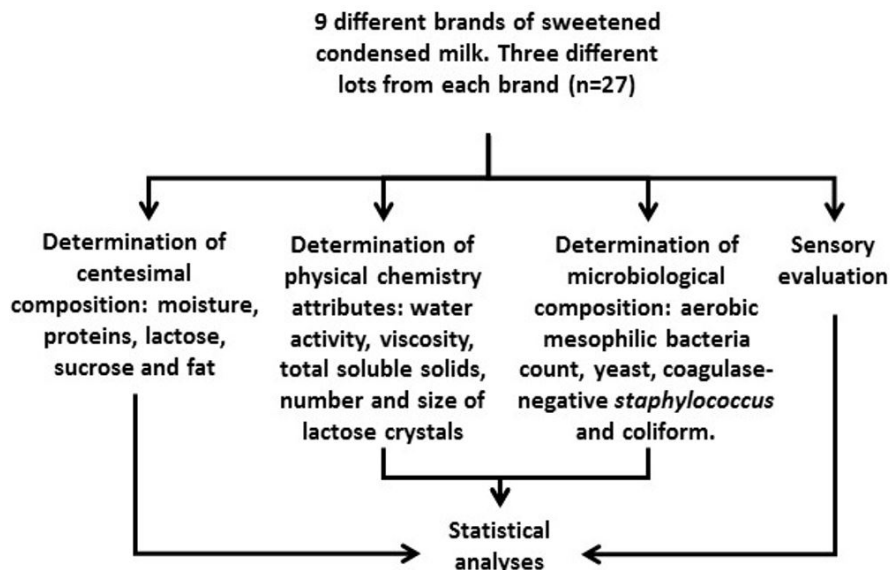 9 different brands of sweetened
condensed milk. Three different
lots from each brand (n=27)
Determination of
centesimal
composition: moisture,
proteins, lactose,
sucrose and fat
Determination of
physical chemistry
attributes: water
activity, viscosity,
total soluble solids,
number and size of
lactose crystals
Determination of
microbiological
composition: aerobic
mesophilic bacteria
count, yeast, coagulase-
negative staphylococcus
and coliform.
Sensory
evaluation
Statistical
analyses